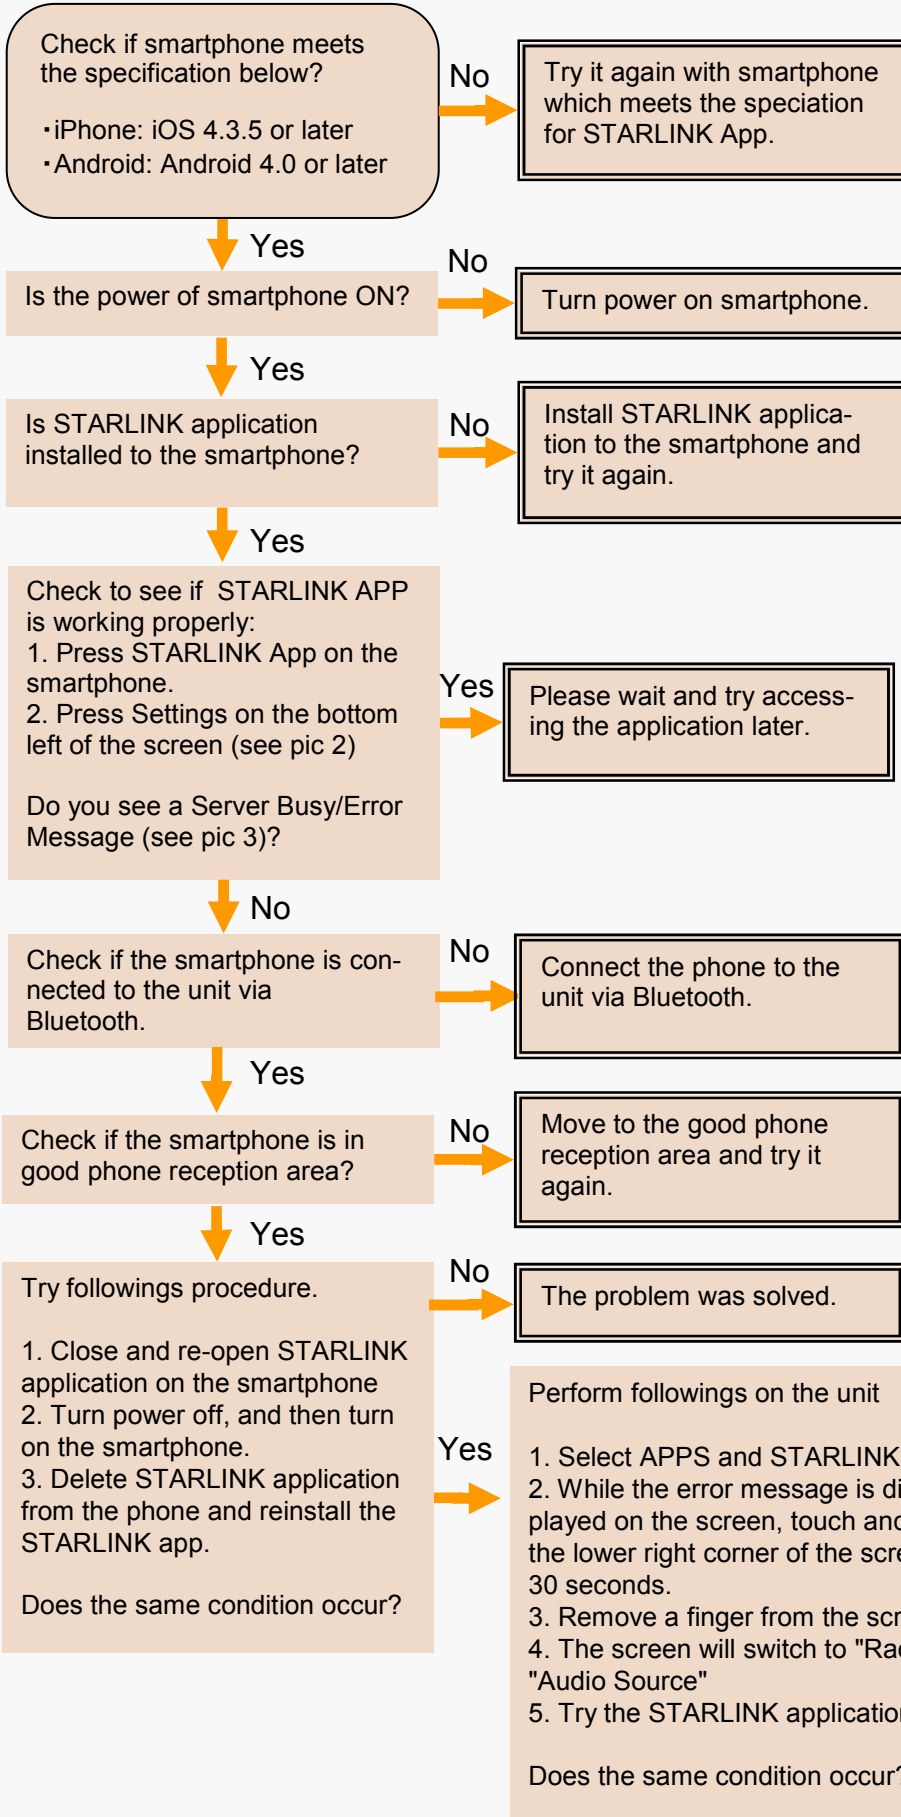 Check if smartphone meets
the specification below?
・iPhone: iOS 4.3.5 or later
・Android: Android 4.0 or later
No
Try it again with smartphone
which meets the speciation
for STARLINK App.
Yes
Is the power of smartphone ON?
No
Turn power on smartphone.
Yes
Is STARLINK application
installed to the smartphone?
No
Install STARLINK applica-
tion to the smartphone and
try it again.
Yes
Check to see if STARLINK APP
is working properly:
1. Press STARLINK App on the
smartphone.
2. Press Settings on the bottom
left of the screen (see pic 2)
Do you see a Server Busy/Error
Message (see pic 3)?
Yes
Please wait and try access-
ing the application later.
No
Check if the smartphone is con-
nected to the unit via
Bluetooth.
No
Connect the phone to the
unit via Bluetooth.
Yes
Check if the smartphone is in
good phone reception area?
No
Move to the good phone
reception area and try it
again.
Yes
Try followings procedure.
1. Close and re-open STARLINK
application on the smartphone
2. Turn power off, and then turn
on the smartphone.
3. Delete STARLINK application
from the phone and reinstall the
STARLINK app.
Does the same condition occur?
No
The problem was solved.
Yes
Perform followings on the unit
1. Select APPS and STARLINK
2. While the error message is
played on the screen, touch
the lower right corner of the
30 seconds.
3. Remove a finger from the
4. The screen will switch to
"Audio Source"
5. Try the STARLINK
Does the same condition occur?